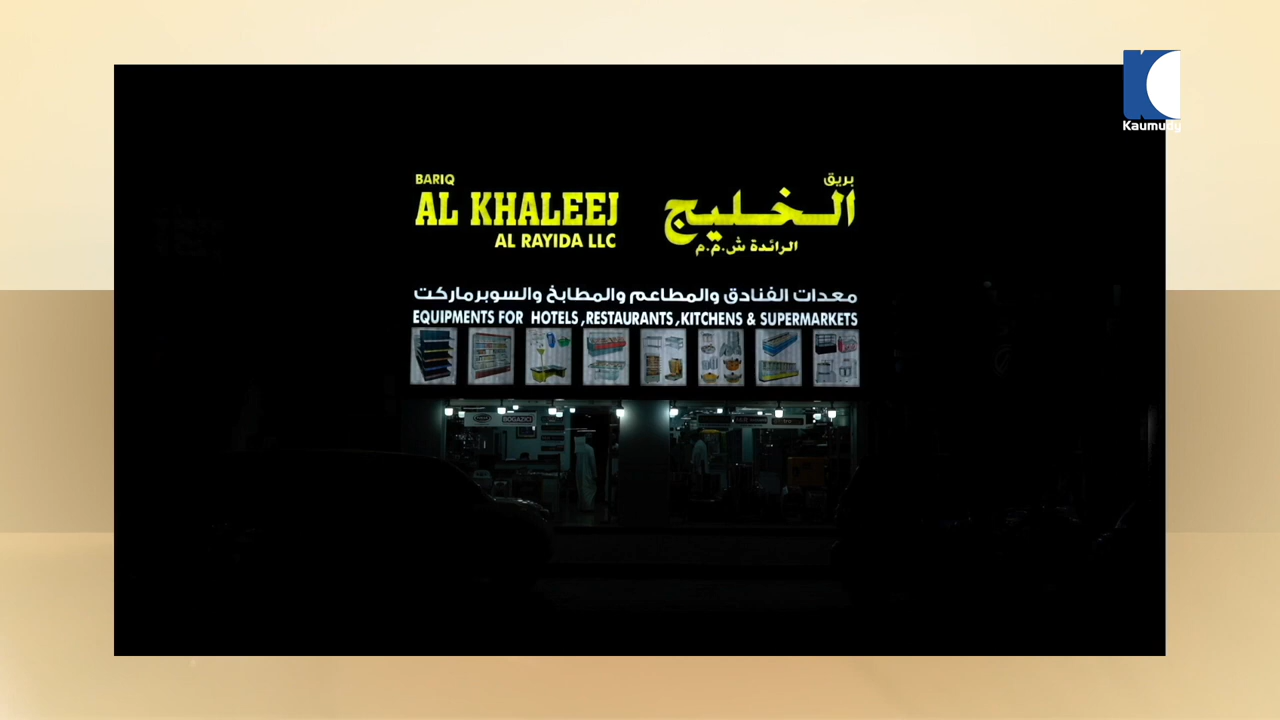 Kaumudy
BARIQ
AL KHALEEJ
AL RAYIDA LLC
بريق
الخليج
الرائدة ش.م.م
معدات الفنادق والمطاعم والمطابخ والسوبرماركت
EQUIPMENTS FOR HOTELS,RESTAURANTS,KITCHENS & SUPERMARKETS
BOGAZICI